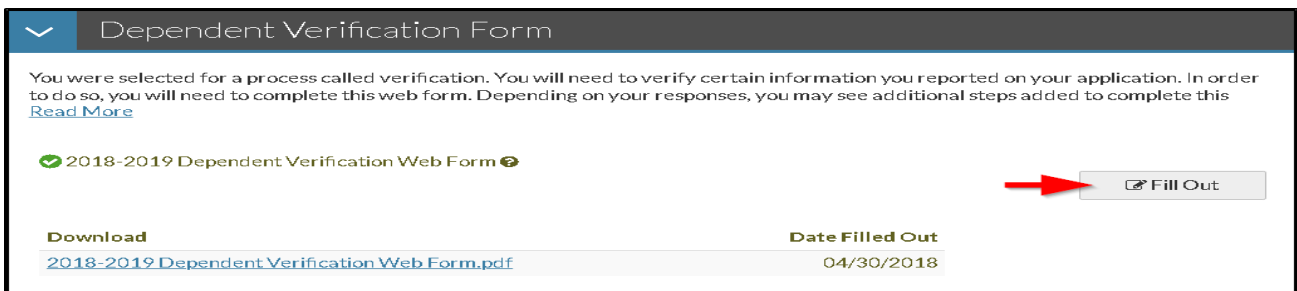 Dependent Verification Form
You were selected for a process called verification. You will need to verify certain information you reported on your application. In order
to do so, you will need to complete this web form. Depending on your responses, you may see additional steps added to complete this
Read More
2018-2019 Dependent Verification Web Form
Fill Out
Download Date Filled Out
2018-2019 Dependent Verification Web Form.pdf 04/30/2018